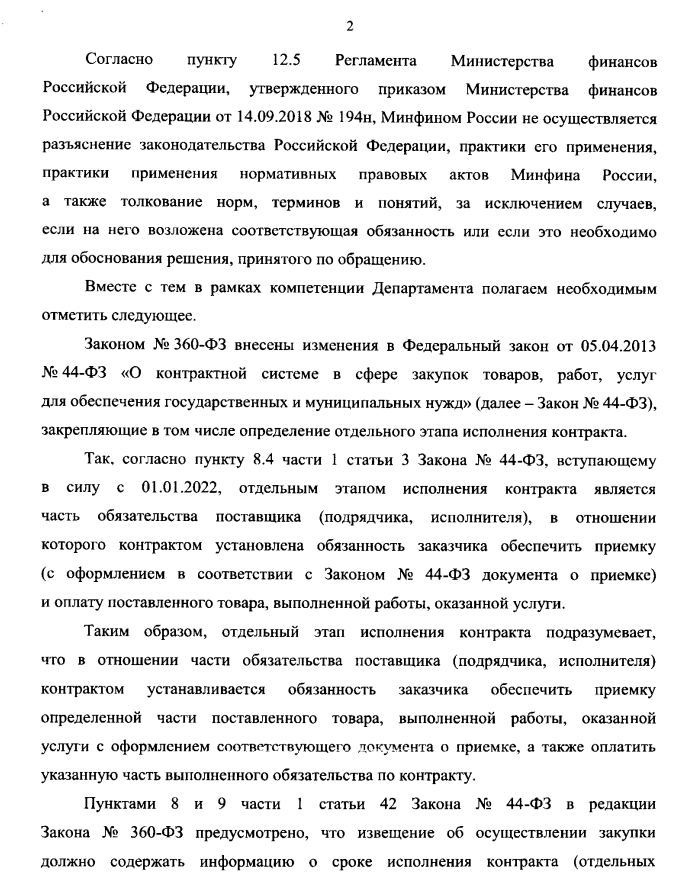 2
Согласно пункту 12.5 Регламента Министерства финансов
Российской Федерации, утвержденного приказом Министерства финансов
Российской Федерации от 14.09.2018 № 194н, Минфином России не осуществляется
разъяснение законодательства Российской Федерации, практики его применения,
практики применения нормативных правовых актов Минфина России,
а также толкование норм, терминов и понятий, за исключением случаев,
если на него возложена соответствующая обязанность или если это необходимо
для обоснования решения, принятого по обращению.
Вместе с тем в рамках компетенции Департамента полагаем необходимым
отметить следующее.
Законом № 360-ФЗ внесены изменения в Федеральный закон от 05.04.2013
№ 44-ФЗ «О контрактной системе в сфере закупок товаров, работ, услуг
для обеспечения государственных и муниципальных нужд» (далее – Закон № 44-ФЗ),
закрепляющие в том числе определение отдельного этапа исполнения контракта.
Так, согласно пункту 8.4 части 1 статьи 3 Закона № 44-ФЗ, вступающему
в силу с 01.01.2022, отдельным этапом исполнения контракта является
часть обязательства поставщика (подрядчика, исполнителя), в отношении
которого контрактом установлена обязанность заказчика обеспечить приемку
(с оформлением в соответствии с Законом № 44-ФЗ документа о приемке)
и оплату поставленного товара, выполненной работы, оказанной услуги.
Таким образом, отдельный этап исполнения контракта подразумевает,
что в отношении части обязательства поставщика (подрядчика, исполнителя)
контрактом устанавливается обязанность заказчика обеспечить приемку
определенной части поставленного товара, выполненной работы, оказанной
услуги с оформлением соответствующего документа о приемке, а также оплатить
указанную часть выполненного обязательства по контракту.
Пунктами 8 и 9 части 1 статьи 42 Закона № 44-ФЗ в редакции
Закона № 360-ФЗ предусмотрено, что извещение об осуществлении закупки
должно содержать информацию о сроке исполнения контракта (отдельных